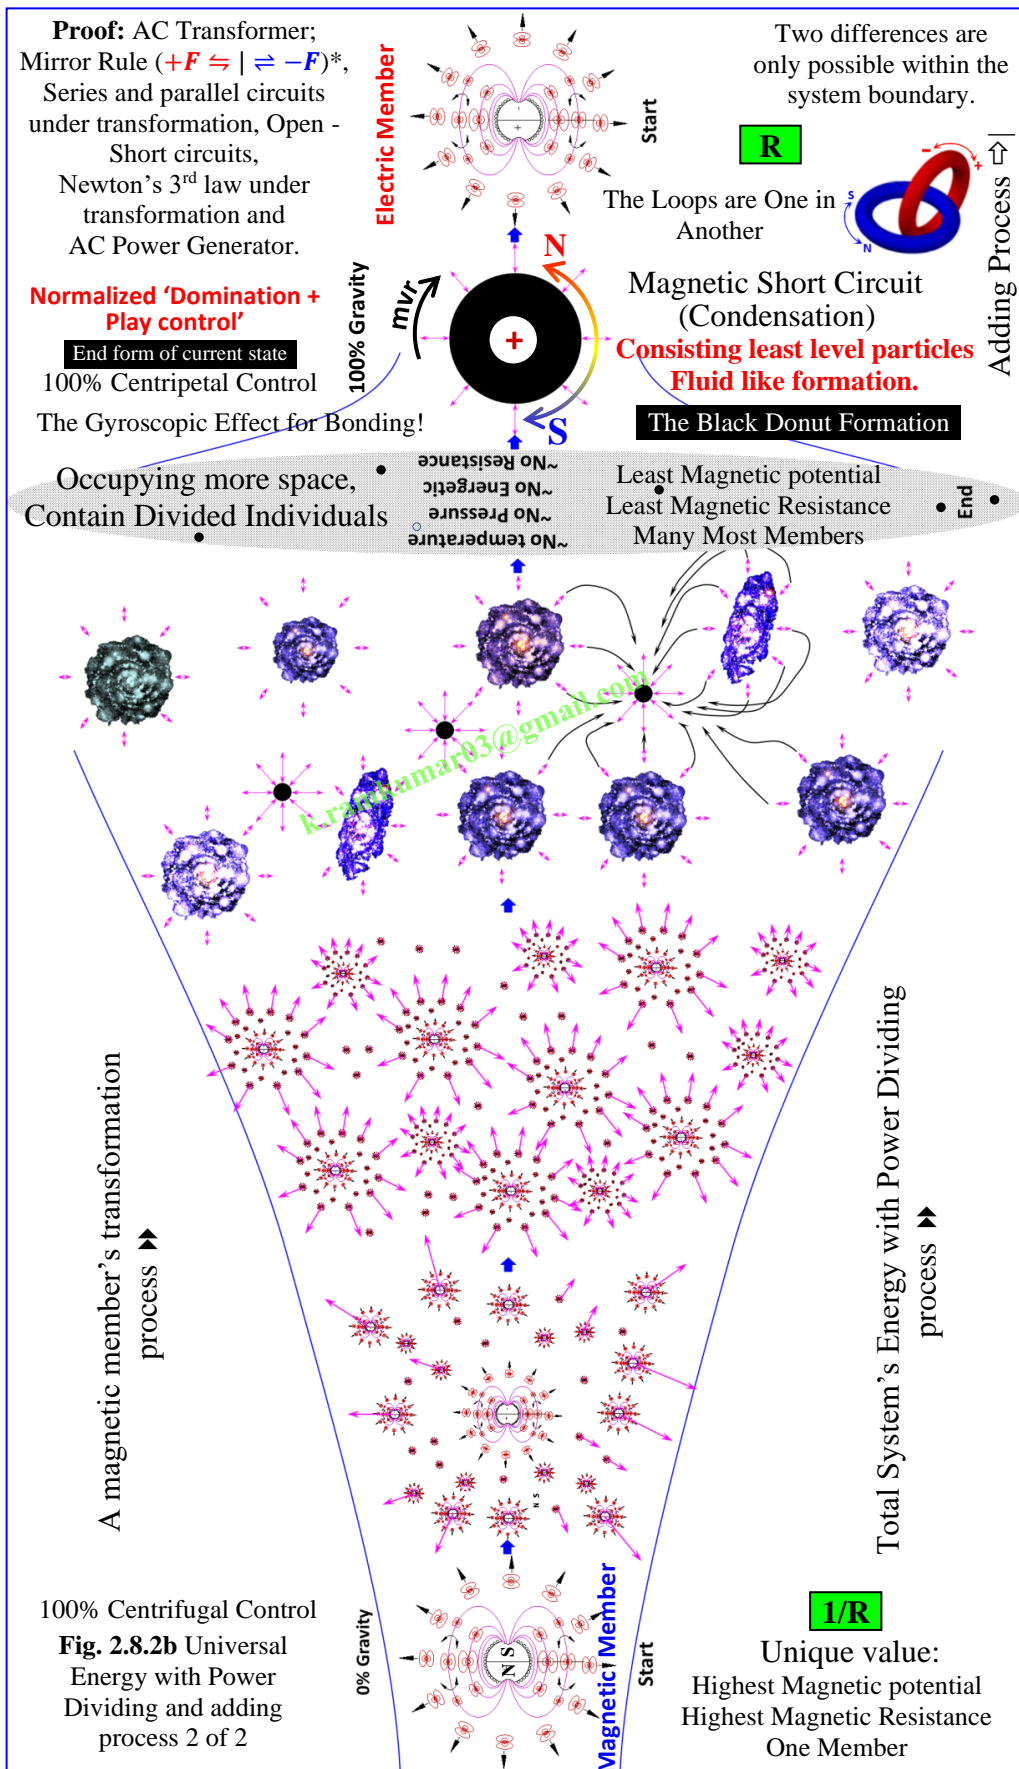 Proof: AC Transformer;
Mirror Rule (+F ⇋ | ⇌ −F)*,
Series and parallel circuits
under transformation, Open -
Short circuits,
Newton's 3rd law under
transformation and
AC Power Generator.
Electric Member
Start
Two differences are
only possible within the
system boundary.
R
The Loops are One in
Another
- +
S
N
Adding Process ⇨|
Normalized 'Domination +
Play control'
End form of current state
100% Centripetal Control
The Gyroscopic Effect for Bonding!
100% Gravity
mvr
N
+
S
Magnetic Short Circuit
(Condensation)
Consisting least level particles
Fluid like formation.
The Black Donut Formation
Occupying more space,
Contain Divided Individuals
~No temperature
~No Pressure
~No Energetic
~No Resistance
Least Magnetic potential
Least Magnetic Resistance
Many Most Members
End
k.ramkumar03@gmail.com
A magnetic member's transformation
process
Total System's Energy with Power Dividing
process
N S
100% Centrifugal Control
Fig. 2.8.2b Universal
Energy with Power
Dividing and adding
process 2 of 2
0% Gravity
N S
Magnetic Member
Start
1/R
Unique value:
Highest Magnetic potential
Highest Magnetic Resistance
One Member